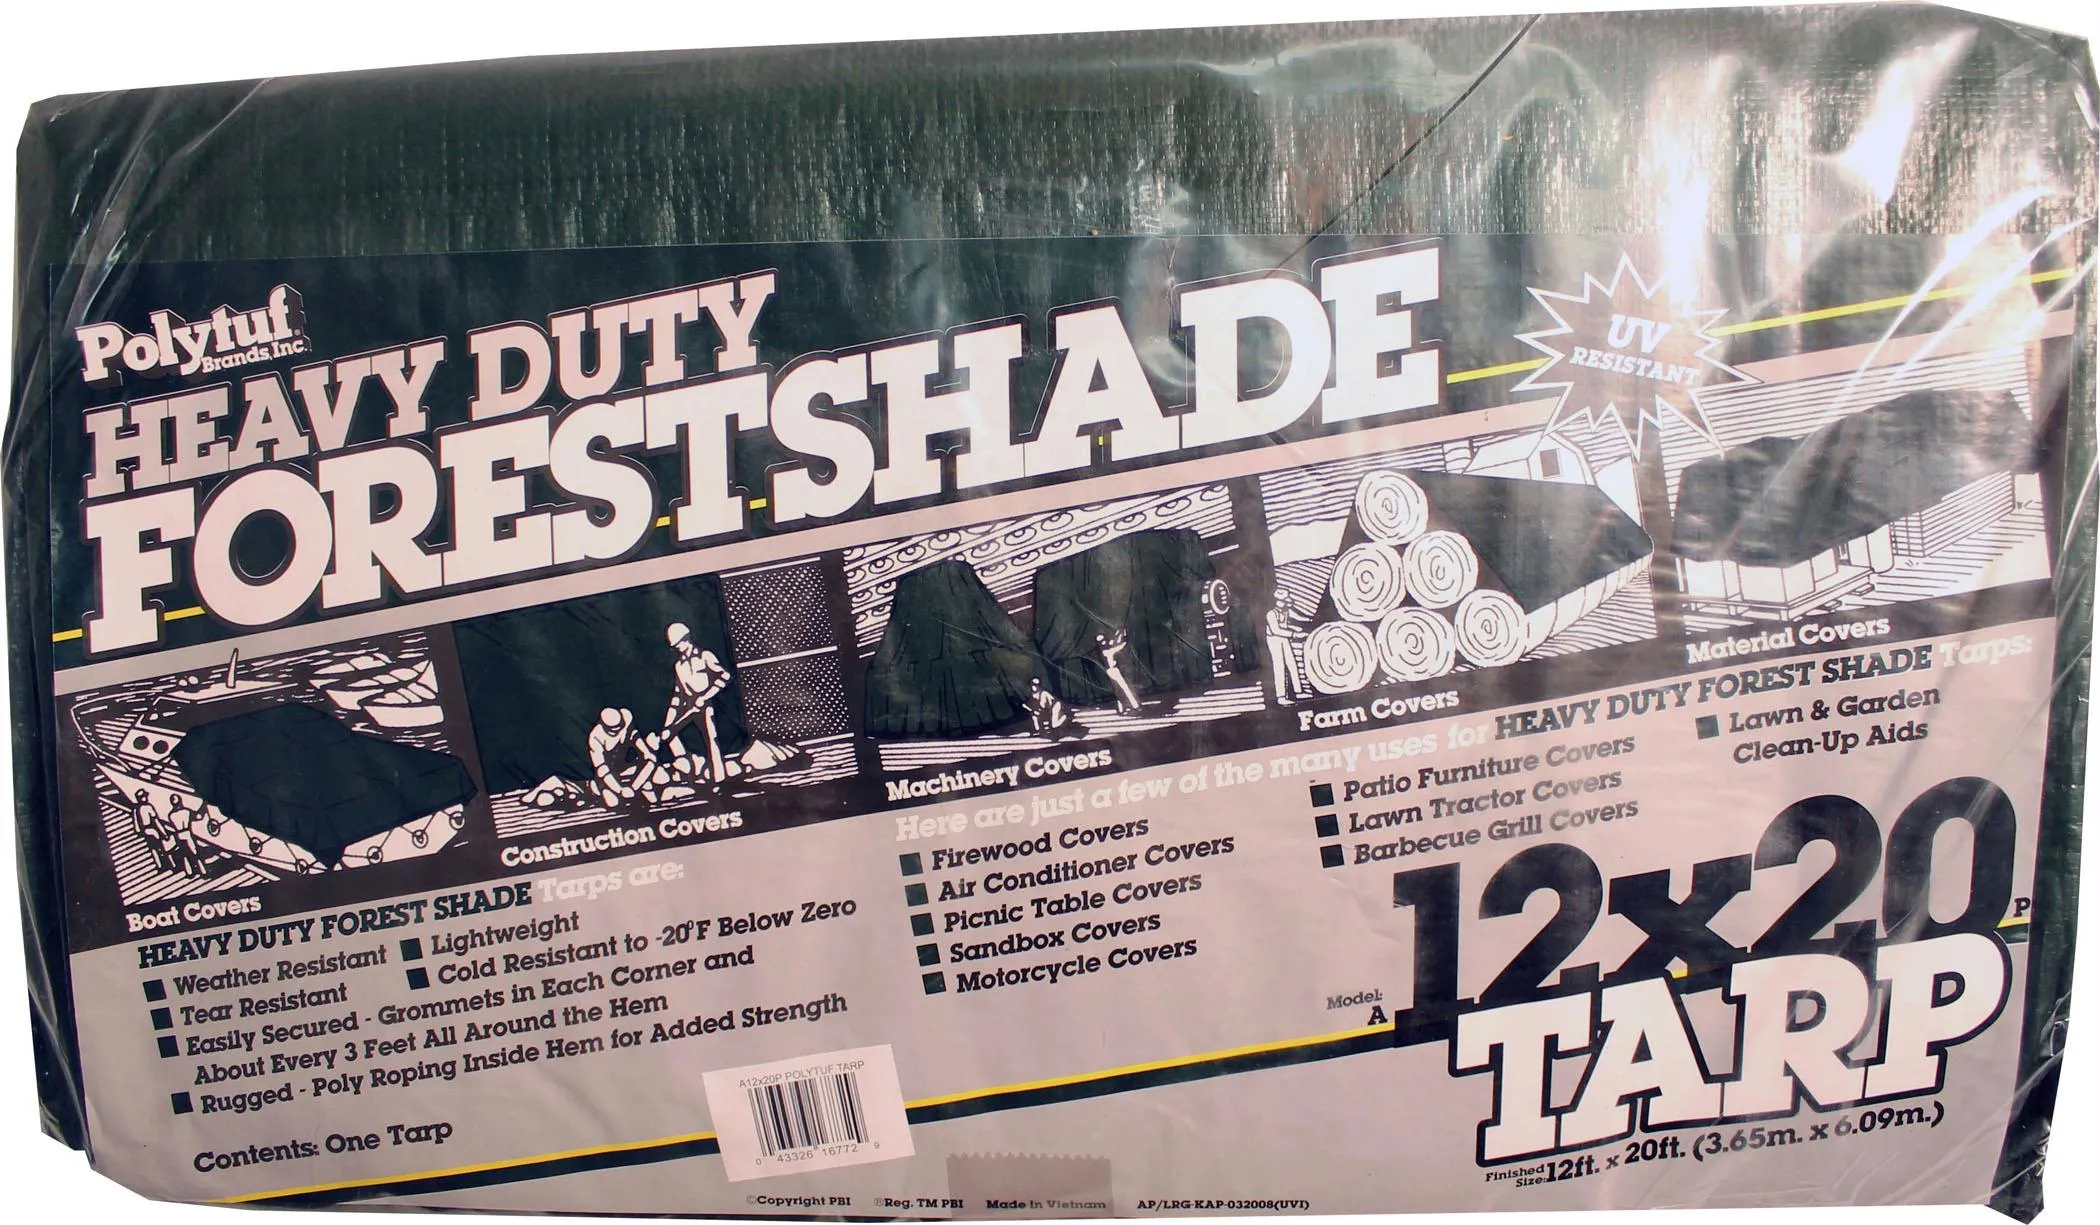 Polytuf®
Brands, Inc.
HEAVY DUTY
FORESTSHADE
UV
RESISTANT
Boat Covers
Construction Covers
Machinery Covers
Farm Covers
Material Covers
HEAVY DUTY FOREST SHADE Tarps are:
Weather Resistant
Lightweight
Tear Resistant
Cold Resistant to -20°F Below Zero
Easily Secured - Grommets in Each Corner and
About Every 3 Feet All Around the Hem
Rugged - Poly Roping Inside Hem for Added Strength
Contents: One Tarp
Here are just a few of the many uses for HEAVY DUTY FOREST SHADE Tarps:
Firewood Covers
Air Conditioner Covers
Picnic Table Covers
Sandbox Covers
Motorcycle Covers
Patio Furniture Covers
Lawn Tractor Covers
Barbecue Grill Covers
Lawn & Garden
Clean-Up Aids
Model:
A 12x20 P
TARP
Finished
Size: 12ft. x 20ft. (3.65m. x 6.09m.)
A12x20P POLYTUF TARP
0 43326 16772 9
©Copyright PBI ®Reg. TM PBI Made in Vietnam AP/LRG-KAP-032008(UVI)